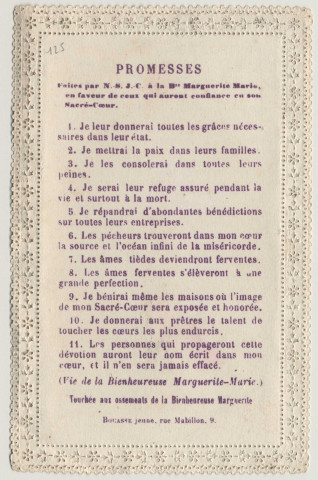 125
PROMESSES
Faites par N. S. J. C. à la Bse Marguerite Marie,
en faveur de ceux qui auront confiance en son
Sacré-Cœur.
1. Je leur donnerai toutes les grâces néces-
saires dans leur état.
2. Je mettrai la paix dans leurs familles.
3. Je les consolerai dans toutes leurs
peines.
4. Je serai leur refuge assuré pendant la
vie et surtout à la mort.
5 Je répandrai d'abondantes bénédictions
sur toutes leurs entreprises.
6. Les pécheurs trouveront dans mon cœur
la source et l'océan infini de la miséricorde.
7. Les âmes tièdes deviendront ferventes.
8. Les âmes ferventes s'élèveront à une
grande perfection.
9. Je bénirai même les maisons où l'image
de mon Sacré-Cœur sera exposée et honorée.
10. Je donnerai aux prêtres le talent de
toucher les cœurs les plus endurcis.
11. Les personnes qui propageront cette
dévotion auront leur nom écrit dans mon
cœur, et il n'en sera jamais effacé.
(Vie de la Bienheureuse Marguerite-Marie.)
Touchée aux ossements de la Bienheureuse Marguerite
Bouasse jeune, rue Mabillon, 9.